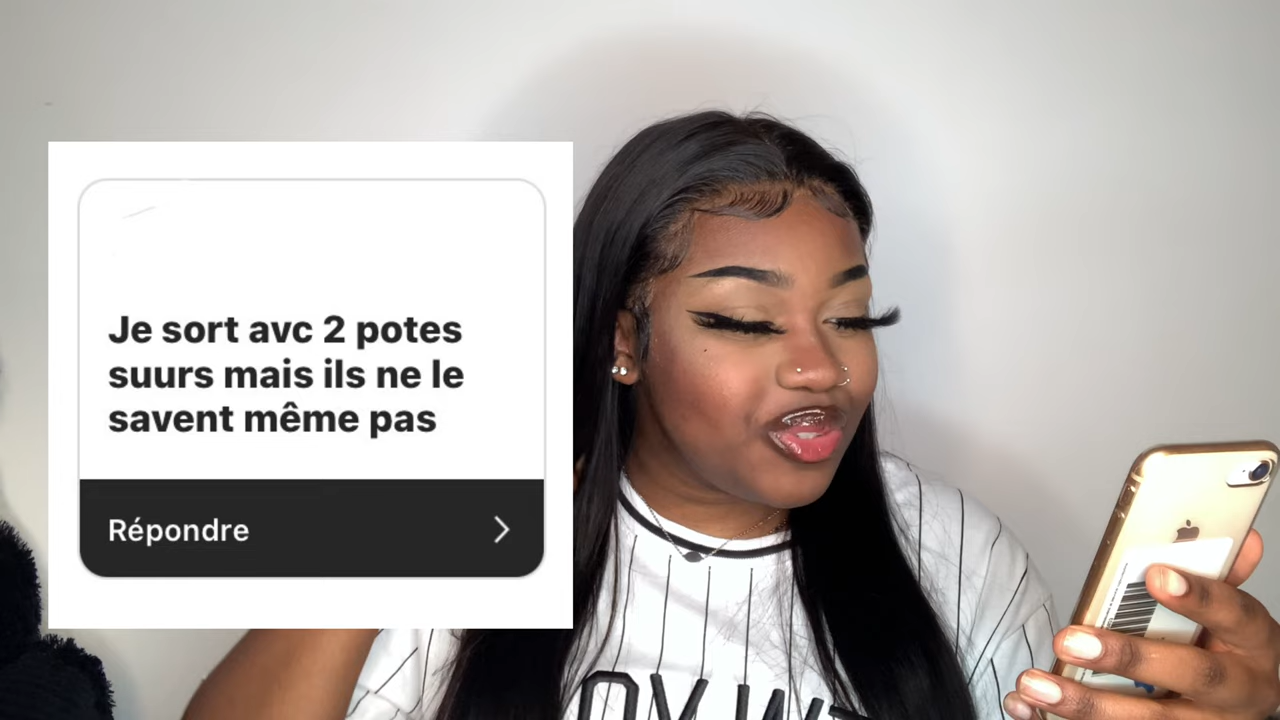 Je sort avc 2 potes
suurs mais ils ne le
savent même pas
Répondre